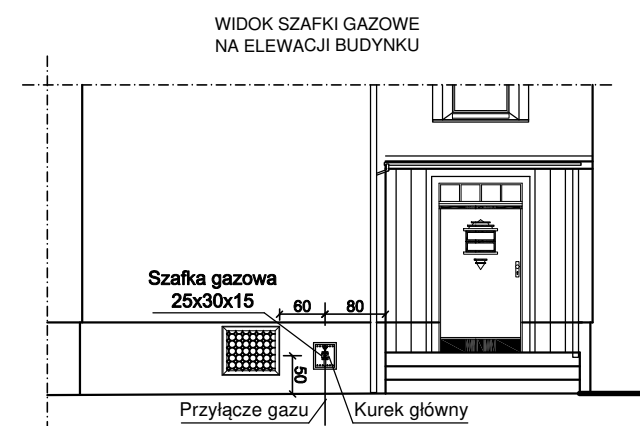 WIDOK SZAFKI GAZOWE
NA ELEWACJI BUDYNKU
Szafka gazowa
25x30x15
60
80
50
Przyłącze gazu
Kurek główny